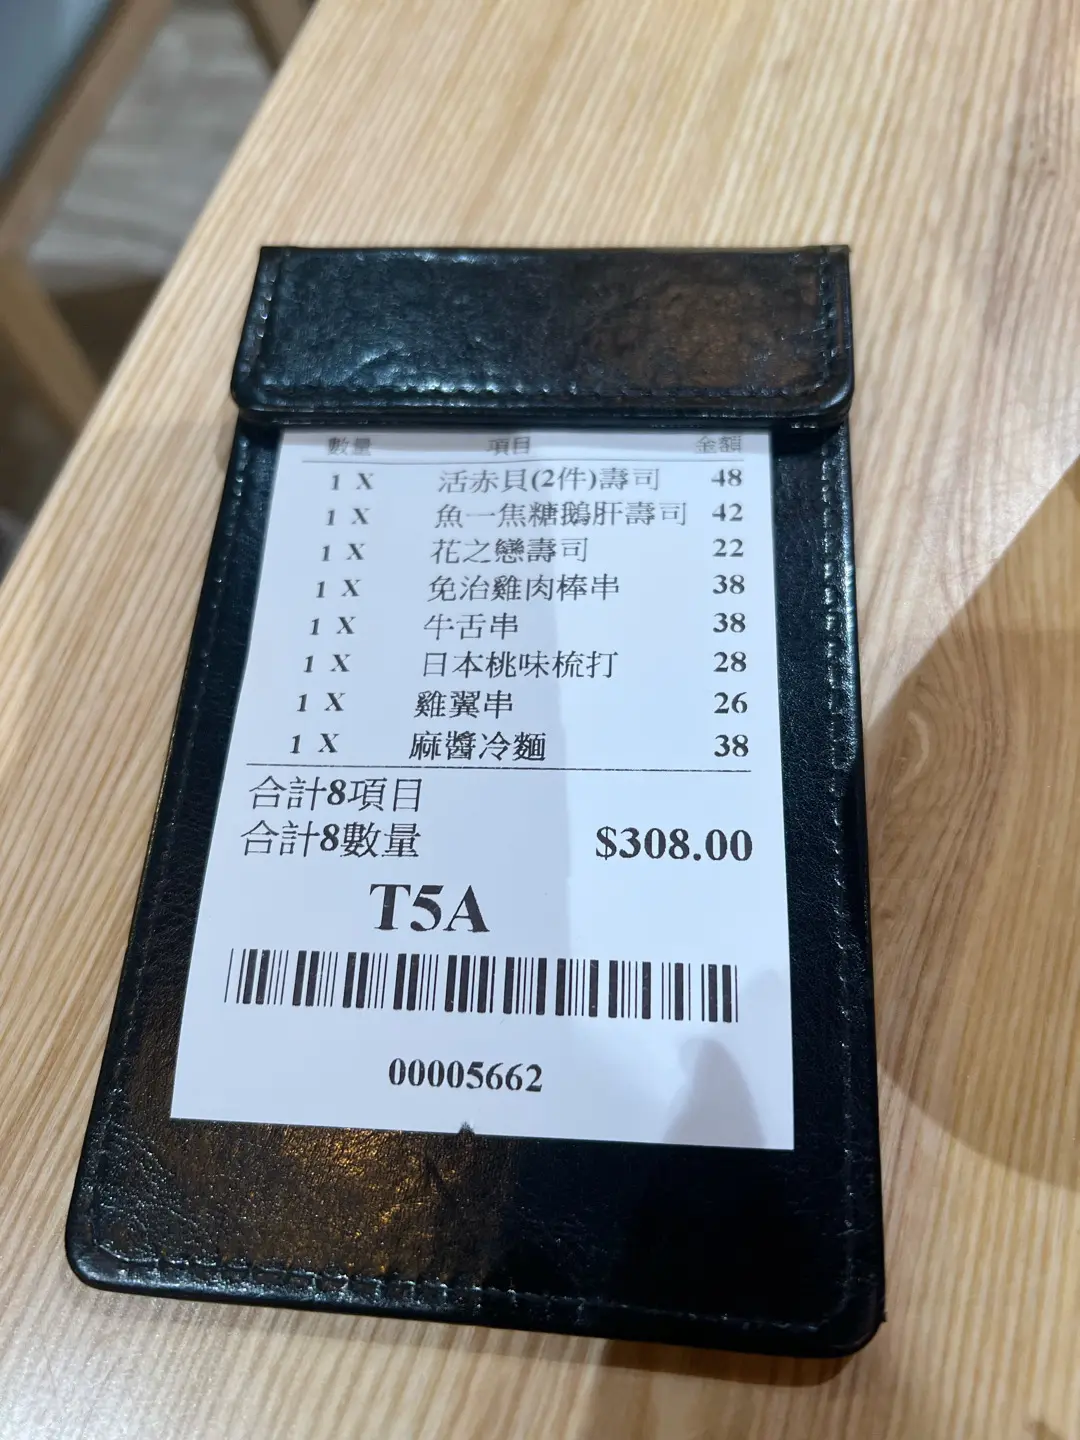 數量 項目 金額
1 X 活赤貝(2件)壽司 48
1 X 魚一焦糖鵝肝壽司 42
1 X 花之戀壽司 22
1 X 免治雞肉棒串 38
1 X 牛舌串 38
1 X 日本桃味梳打 28
1 X 雞翼串 26
1 X 麻醬冷麵 38
合計8項目
合計8數量 $308.00
T5A
00005662